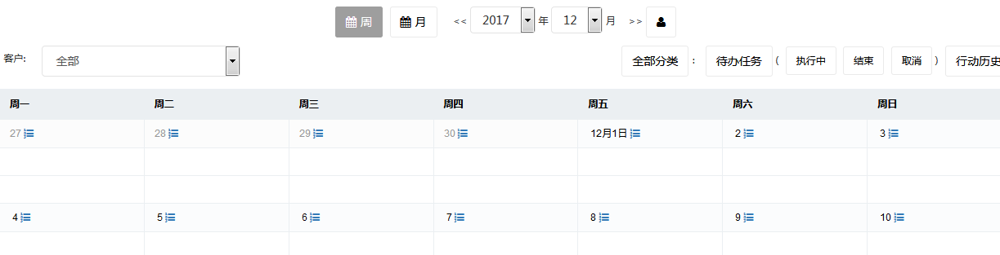 周 月 << 2017 年 12 月 >>
客户: 全部 全部分类 : 待办任务 ( 执行中 结束 取消 ) 行动历史
周一 周二 周三 周四 周五 周六 周日
27 28 29 30 12月1日 2 3
4 5 6 7 8 9 10